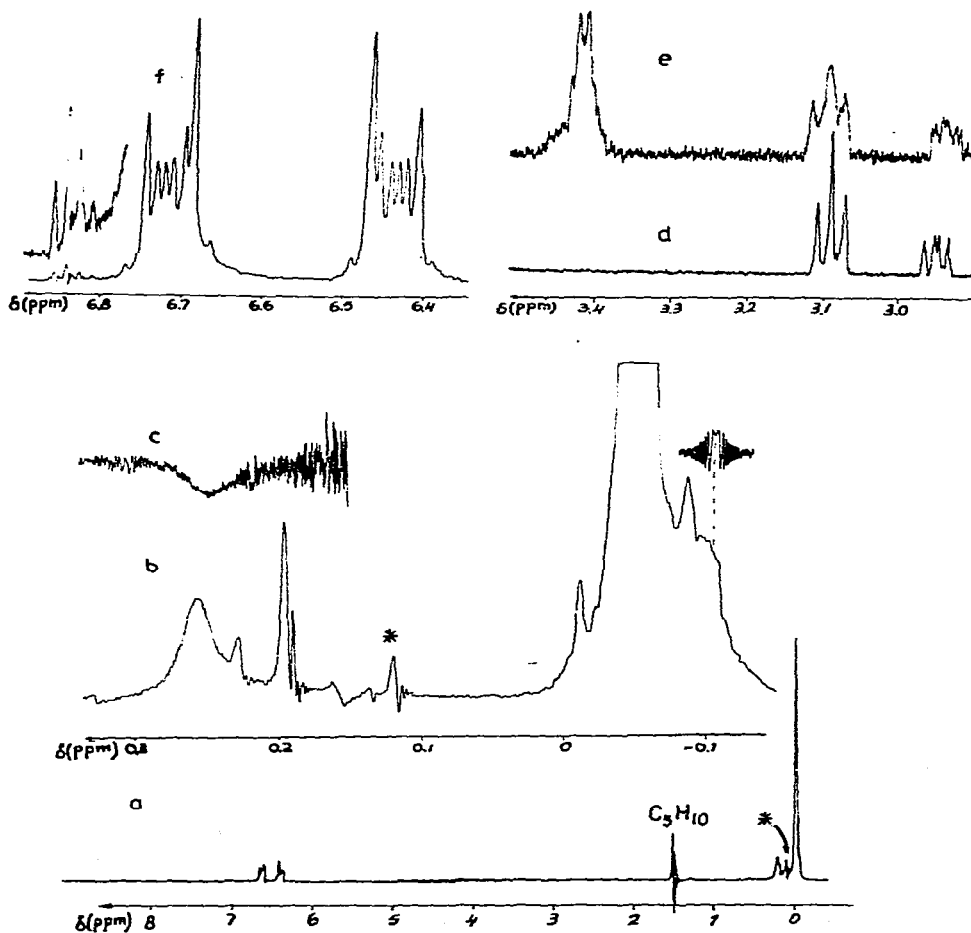 f
e
d
δ(ppm) 6.8 6.7 6.6 6.5 6.4
δ(ppm) 3.4 3.3 3.2 3.1 3.0
c
b
*
δ(ppm) 0.3 0.2 0.1 0 -0.1
a
C5H10
*
δ(ppm) 8 7 6 5 4 3 2 1 0